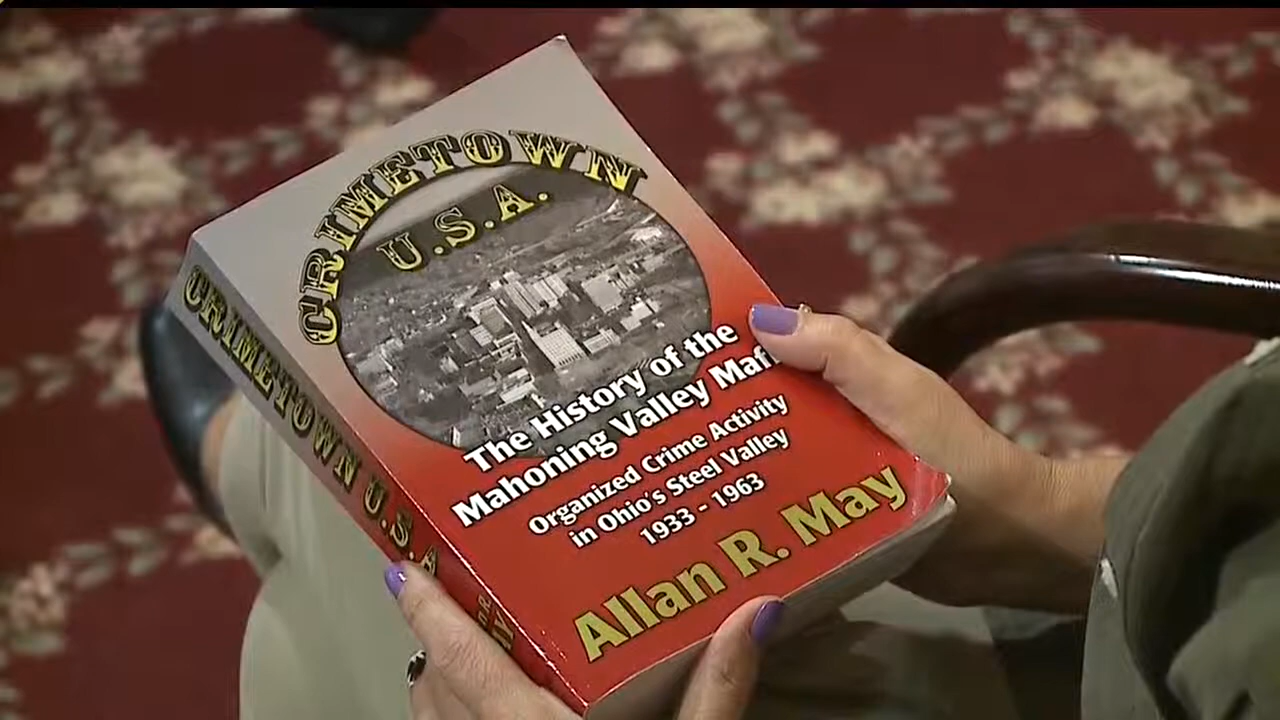 CRIMETOWN
U.S.A.
The History of the
Mahoning Valley Maf
Organized Crime Activity
in Ohio's Steel Valley
1933 - 1963
Allan R. May
CRIMETOWN U.S.A